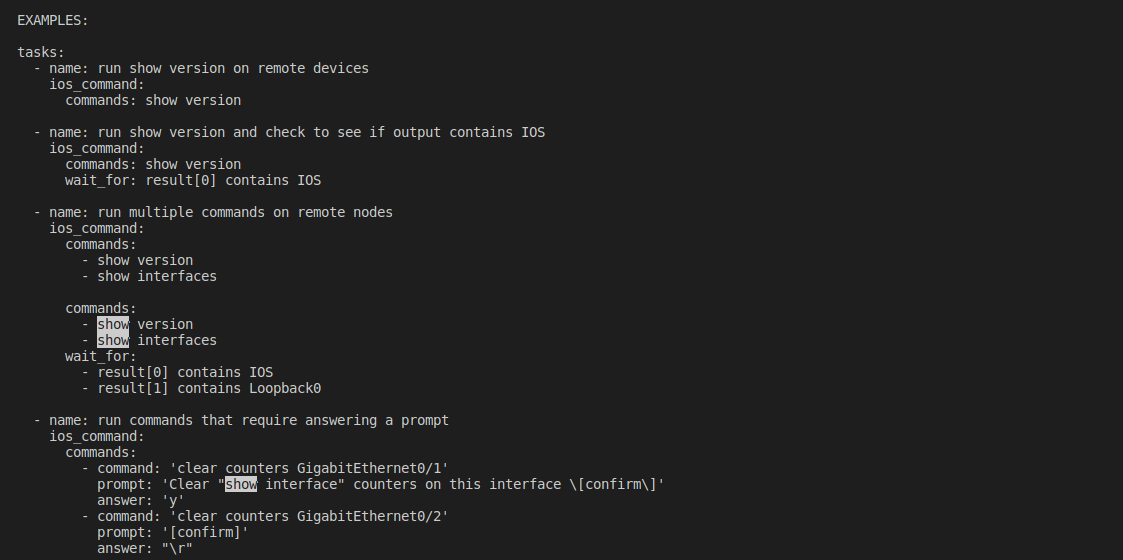 EXAMPLES:
tasks:
- name: run show version on remote devices
ios_command:
commands: show version
- name: run show version and check to see if output contains IOS
ios_command:
commands: show version
wait_for: result[0] contains IOS
- name: run multiple commands on remote nodes
ios_command:
commands:
- show version
- show interfaces
commands:
- show version
- show interfaces
wait_for:
- result[0] contains IOS
- result[1] contains Loopback0
- name: run commands that require answering a prompt
ios_command:
commands:
- command: 'clear counters GigabitEthernet0/1'
prompt: 'Clear "show interface" counters on this interface \[confirm\]'
answer: 'y'
- command: 'clear counters GigabitEthernet0/2'
prompt: '[confirm]'
answer: "\r"